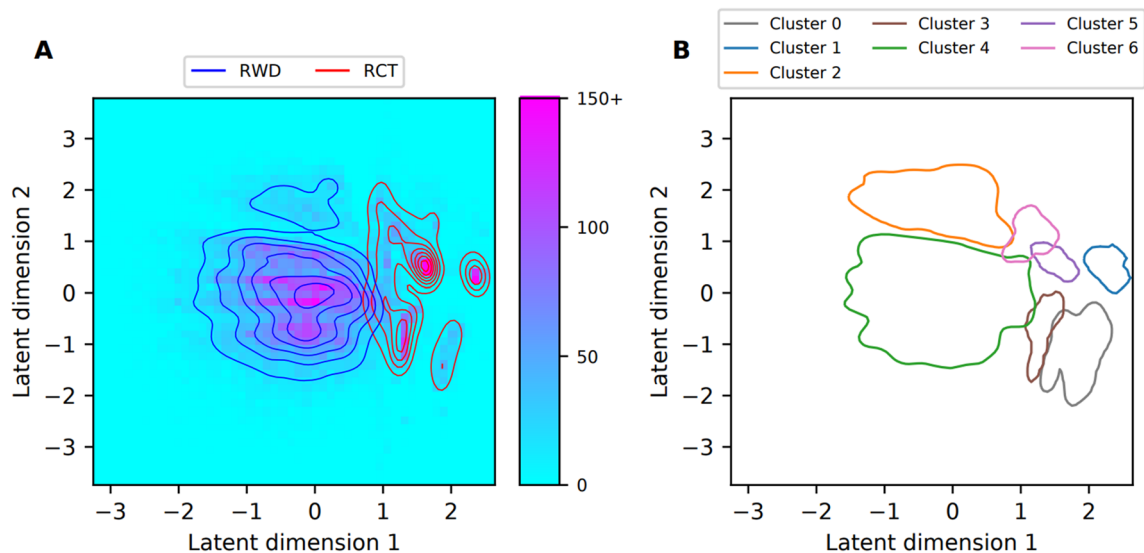 A
RWD RCT
3
2
1
0
−1
−2
−3
Latent dimension 2
−3 −2 −1 0 1 2
Latent dimension 1
150+
100
50
0
B
Cluster 0 Cluster 3 Cluster 5
Cluster 1 Cluster 4 Cluster 6
Cluster 2
3
2
1
0
−1
−2
−3
Latent dimension 2
−3 −2 −1 0 1 2
Latent dimension 1